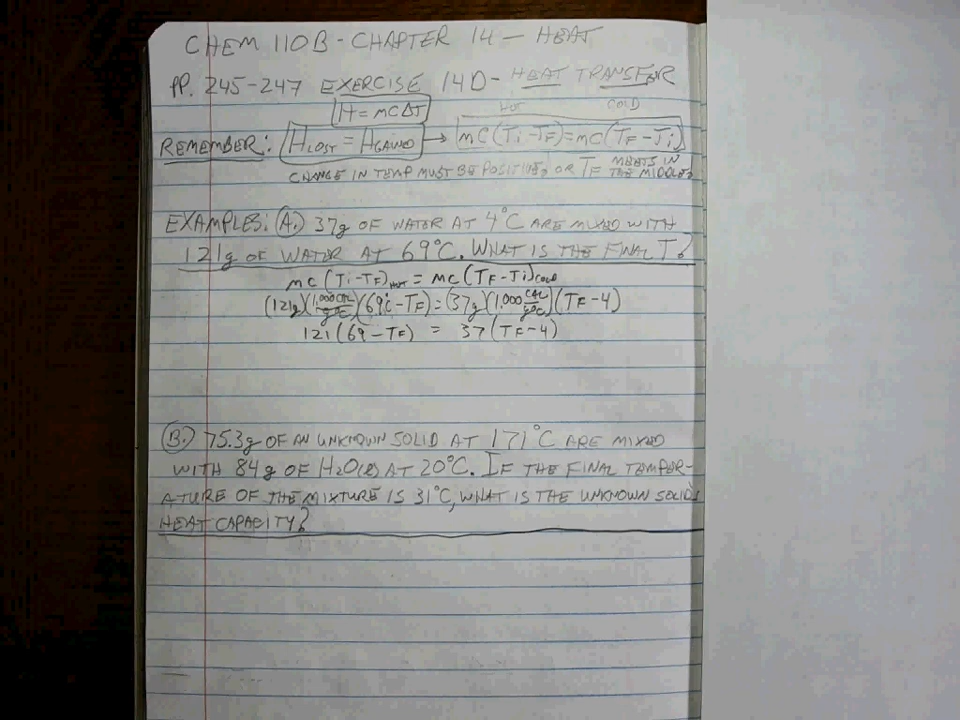 CHEM 110B - CHAPTER 14 - HEAT
PP. 245-247 EXERCISE 14D - HEAT TRANSFER
H = mCΔT
HOT COLD
REMEMBER: HLOST = HGAINED → mC(Ti-TF)=mC(TF-Ti)
CHANGE IN TEMP MUST BE POSITIVE, OR TF MEETS IN THE MIDDLE
EXAMPLES: A. 37g OF WATER AT 4°C ARE MIXED WITH
121g OF WATER AT 69°C. WHAT IS THE FINAL T?
mC(Ti-TF)HOT = mC(TF-Ti)COLD
(121g)(1.000 CAL/g°C)(69°-TF)=(37g)(1.000 CAL/g°C)(TF-4)
121(69-TF) = 37(TF-4)
B. 75.3g OF AN UNKNOWN SOLID AT 171°C ARE MIXED
WITH 84g OF H2O(l) AT 20°C. IF THE FINAL TEMPER-
ATURE OF THE MIXTURE IS 31°C, WHAT IS THE UNKNOWN SOLID'S
HEAT CAPACITY?